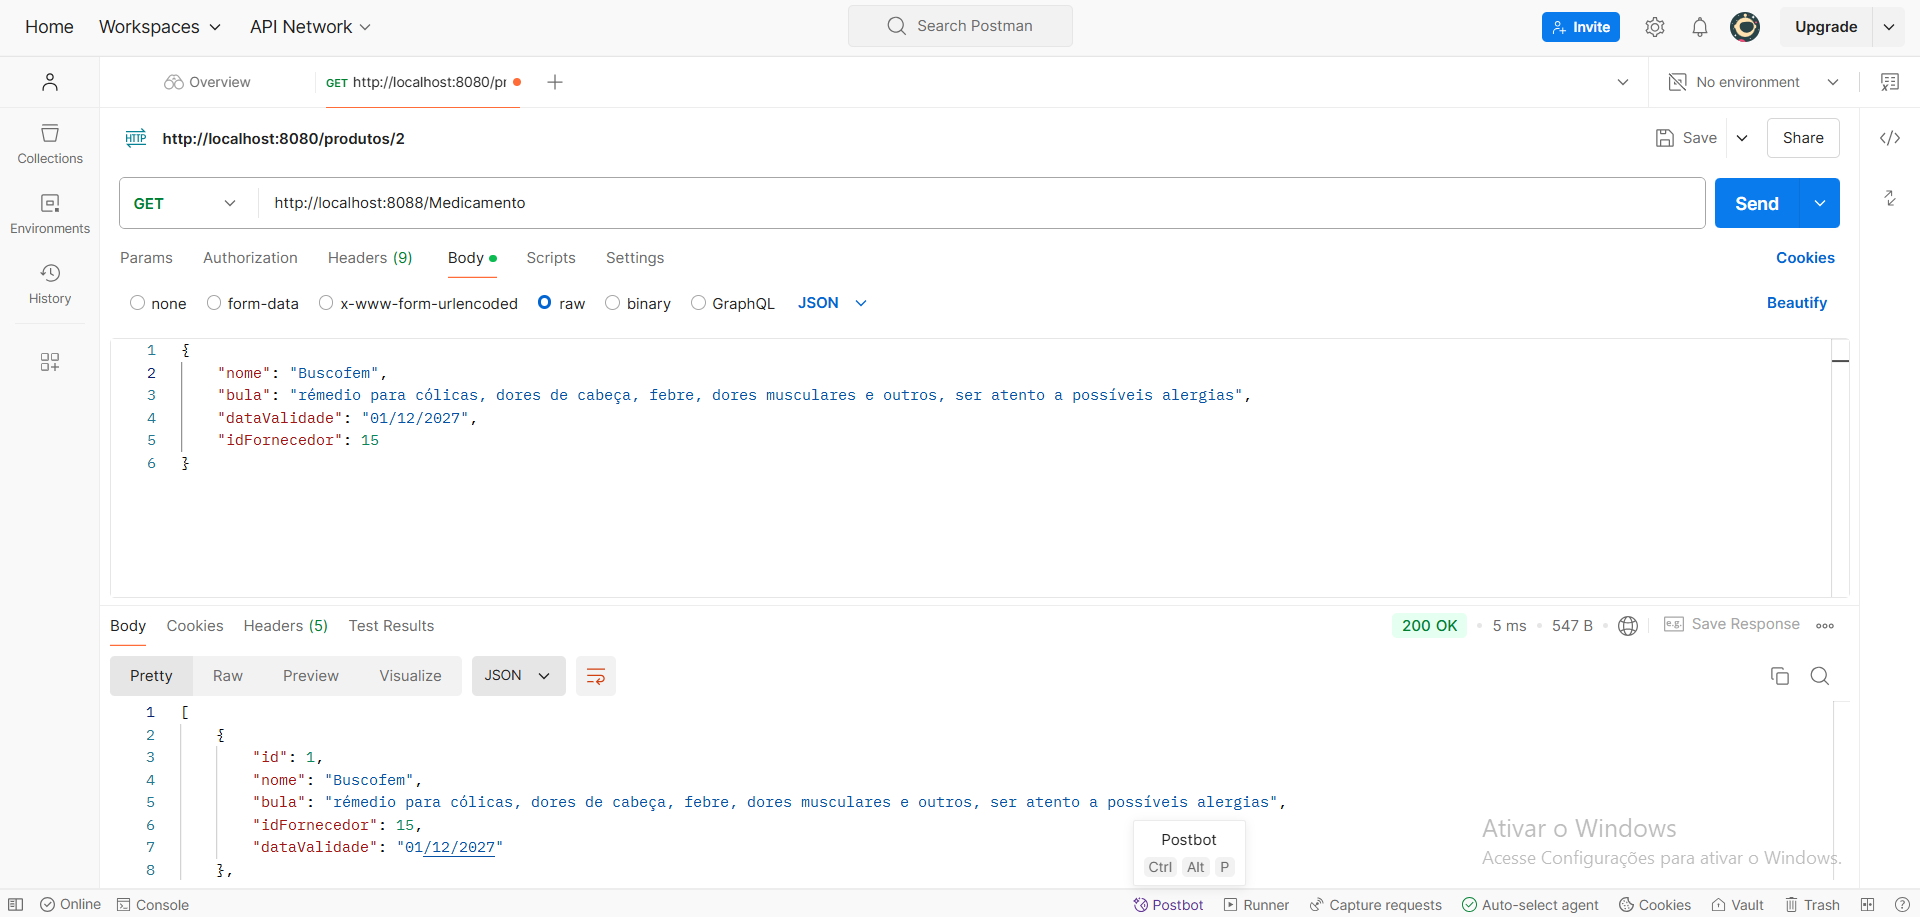 Home Workspaces API Network Search Postman Invite Upgrade
Overview GET http://localhost:8080/pr No environment
HTTP http://localhost:8080/produtos/2 Save Share
Collections
GET http://localhost:8088/Medicamento Send
Environments
Params Authorization Headers (9) Body Scripts Settings Cookies
History
none form-data x-www-form-urlencoded raw binary GraphQL JSON Beautify
1 {
2 "nome": "Buscofem",
3 "bula": "rémedio para cólicas, dores de cabeça, febre, dores musculares e outros, ser atento a possíveis alergias",
4 "dataValidade": "01/12/2027",
5 "idFornecedor": 15
6 }
Body Cookies Headers (5) Test Results 200 OK 5 ms 547 B e.g. Save Response
Pretty Raw Preview Visualize JSON
1 [
2 {
3 "id": 1,
4 "nome": "Buscofem",
5 "bula": "rémedio para cólicas, dores de cabeça, febre, dores musculares e outros, ser atento a possíveis alergias",
6 "idFornecedor": 15,
7 "dataValidade": "01/12/2027"
8 },
Postbot
Ctrl Alt P
Ativar o Windows
Acesse Configurações para ativar o Windows.
Online Console Postbot Runner Capture requests Auto-select agent Cookies Vault Trash